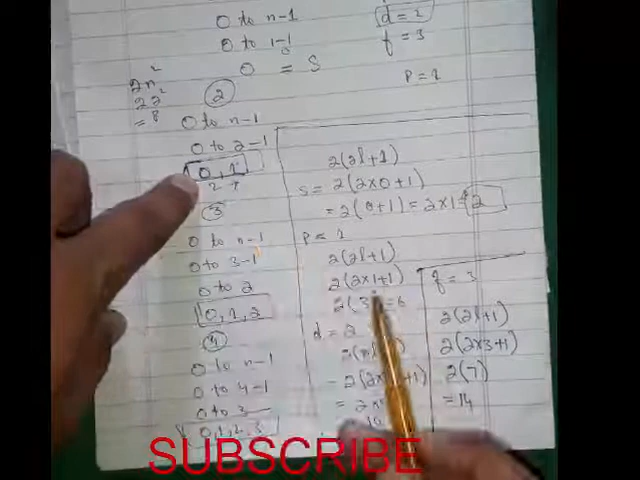 0 to n-1
0 to 1-1
0 = S
d = 2
f = 3
P = 1
2n²
2 2²
= 8
②
0 to n-1
0 to 2=1
0, 1
③
0 to n-1
0 to 3-1
0 to 2
0, 1, 2
④
0 to n-1
0 to 4-1
0 to 3
0, 1, 2, 3
2(2l+1)
S = 2(2×0+1)
= 2(0+1) = 2×1= 2
P = 1
2(2l+1)
2(2×1+1)
2(3 =6
d = 2
+1)
f = 3
2(2l+1)
2(2×3+1)
2(7)
=14
SUBSCRIBE